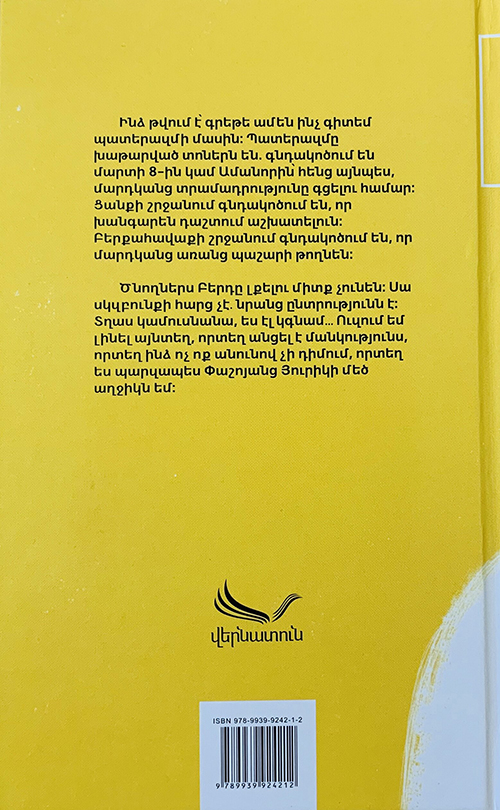 Ինձ թվում է՝ գրեթե ամեն ինչ գիտեմ
պատերազմի մասին: Պատերազմը
խաթարված տոներն են. գնդակոծում են
մարտի 8-ին կամ Ամանորին՝ հենց այնպես,
մարդկանց տրամադրությունը գցելու համար:
Ցանքի շրջանում գնդակոծում են, որ
խանգարեն դաշտում աշխատելուն:
Բերքահավաքի շրջանում գնդակոծում են, որ
մարդկանց առանց պաշարի թողնեն:
Ծնողներս Բերդը լքելու միտք չունեն: Սա
սկզբունքի հարց չէ. նրանց ընտրությունն է:
Տղաս կամուսնանա, ես էլ կգնամ... Ուզում եմ
լինել այնտեղ, որտեղ անցել է մանկությունս,
որտեղ ինձ ոչ ոք անունով չի դիմում, որտեղ
ես պարզապես Փաշոյանց Յուրիկի մեծ
աղջիկն եմ:
վերնատուն
ISBN 978-9939-9242-1-2
9 789939 924212